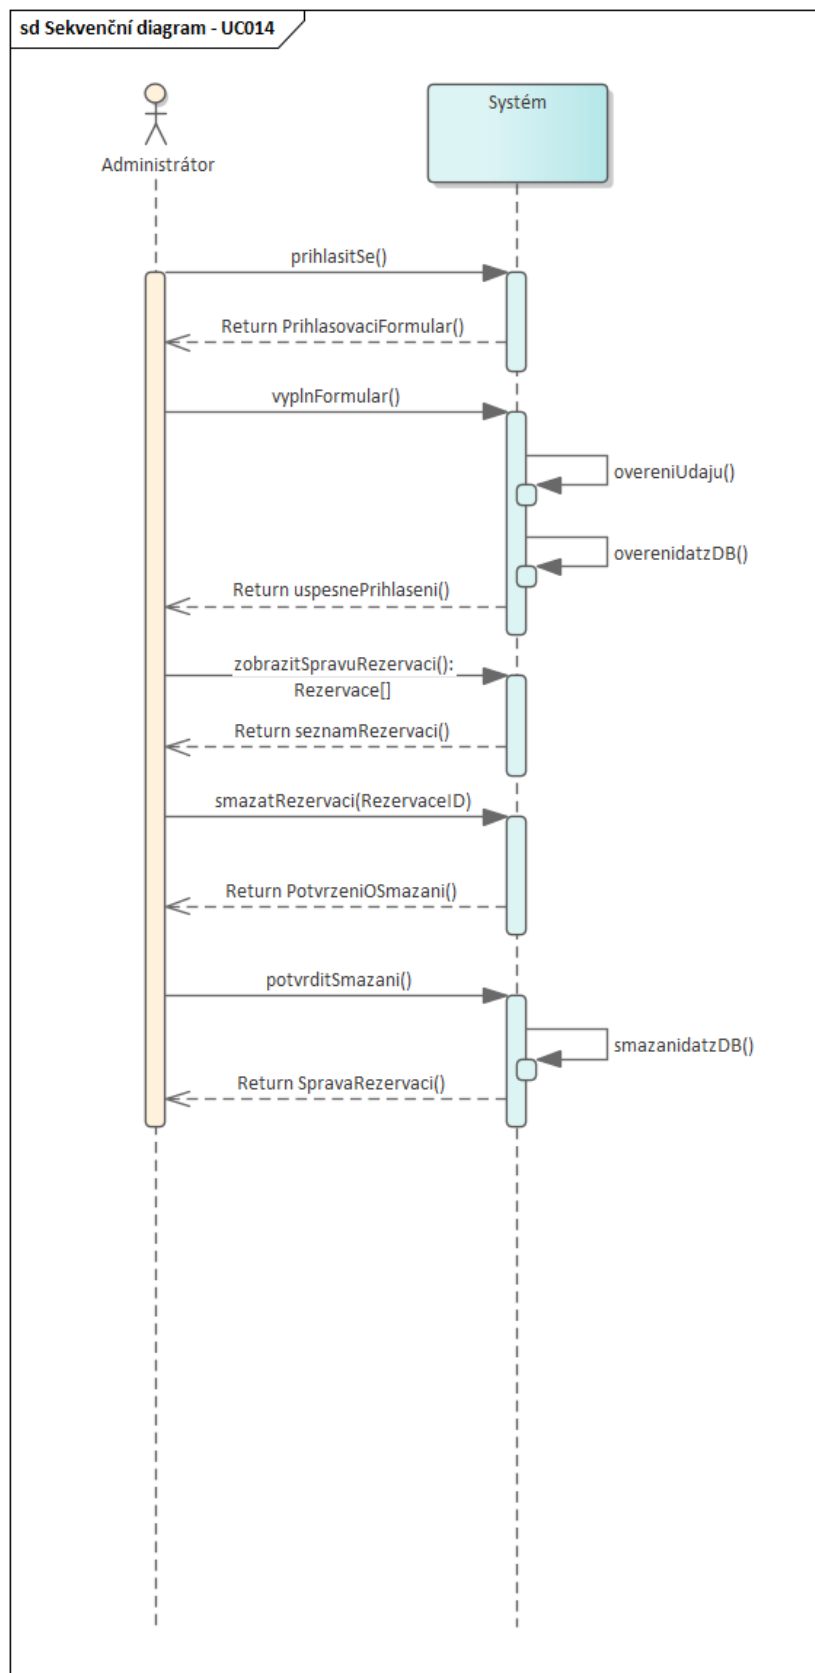 sd Sekvenční diagram - UC014
Systém
Administrátor
prihlasitSe()
Return PrihlasovaciFormular()
vyplnFormular()
overeniUdaju()
overenidatzDB()
Return uspesnePrihlaseni()
zobrazitSpravuRezervaci():
Rezervace[]
Return seznamRezervaci()
smazatRezervaci(RezervaceID)
Return PotvrzeniOSmazani()
potvrditSmazani()
smazanidatzDB()
Return SpravaRezervaci()